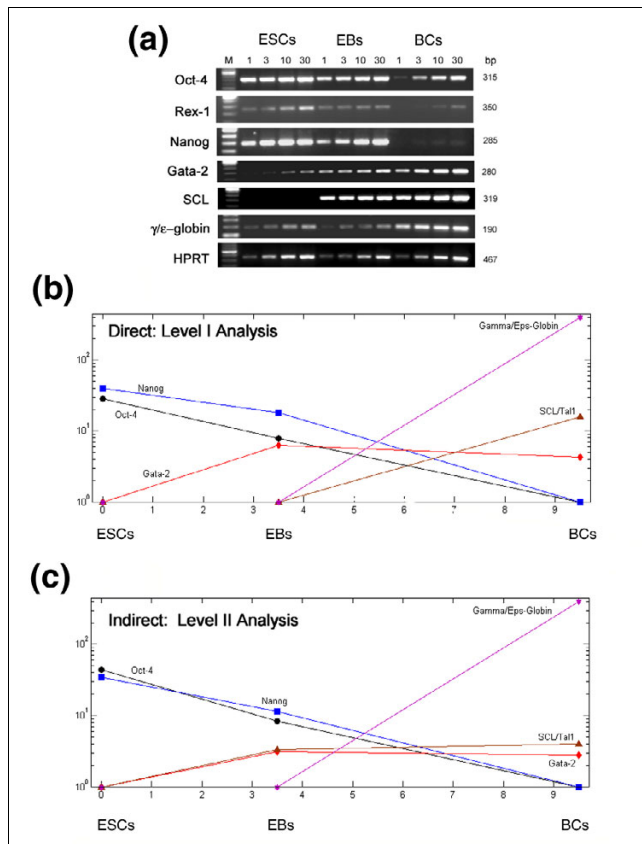 (a)
ESCs EBs BCs
M 1 3 10 30 1 3 10 30 1 3 10 30 bp
Oct-4 315
Rex-1 350
Nanog 285
Gata-2 280
SCL 319
γ/ε-globin 190
HPRT 467
(b)
Direct: Level I Analysis
Gamma/Eps-Globin
10²
Nanog
SCL/Tal1
Oct-4
10¹
Gata-2
10⁰
0 1 2 3 4 5 6 7 8 9
ESCs EBs BCs
(c)
Indirect: Level II Analysis
Gamma/Eps-Globin
10²
Oct-4
Nanog
10¹
SCL/Tal1
Gata-2
10⁰
0 1 2 3 4 5 6 7 8 9
ESCs EBs BCs